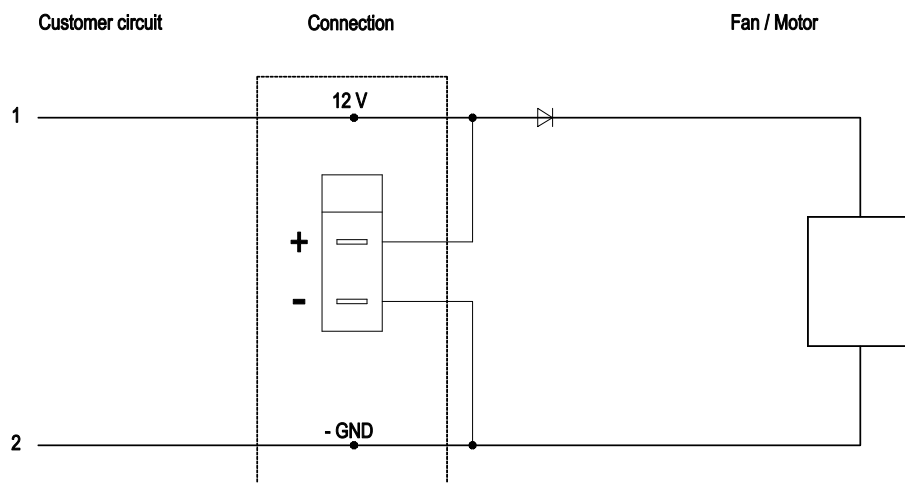 Customer circuit Connection Fan / Motor
12 V
1
+
-
- GND
2